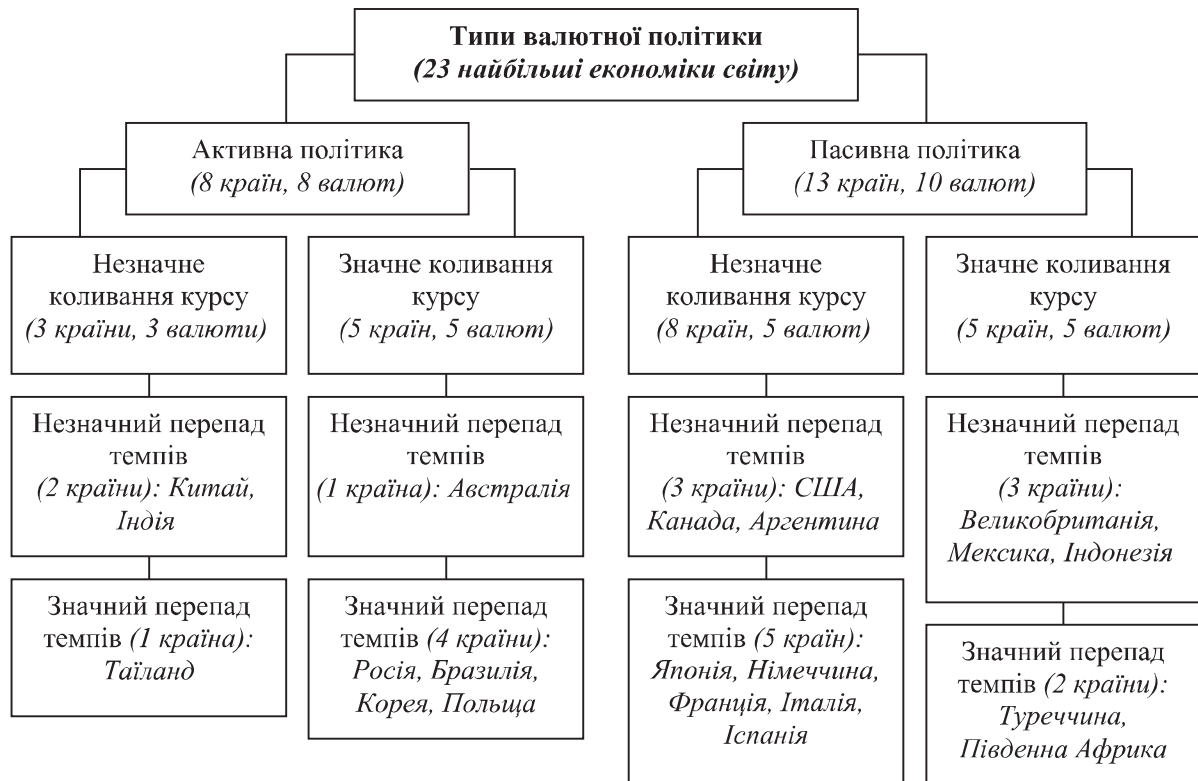 Типи валютної політики
(23 найбільші економіки світу)
Активна політика
(8 країн, 8 валют)
Пасивна політика
(13 країн, 10 валют)
Незначне
коливання курсу
(3 країни, 3 валюти)
Значне коливання
курсу
(5 країн, 5 валют)
Незначне
коливання курсу
(8 країн, 5 валют)
Значне коливання
курсу
(5 країн, 5 валют)
Незначний перепад
темпів
(2 країни): Китай,
Індія
Незначний перепад
темпів
(1 країна): Австралія
Незначний перепад
темпів
(3 країни): США,
Канада, Аргентина
Незначний перепад
темпів
(3 країни):
Великобританія,
Мексика, Індонезія
Значний перепад
темпів (1 країна):
Таїланд
Значний перепад
темпів (4 країни):
Росія, Бразилія,
Корея, Польща
Значний перепад
темпів (5 країн):
Японія, Німеччина,
Франція, Італія,
Іспанія
Значний перепад
темпів (2 країни):
Туреччина,
Південна Африка